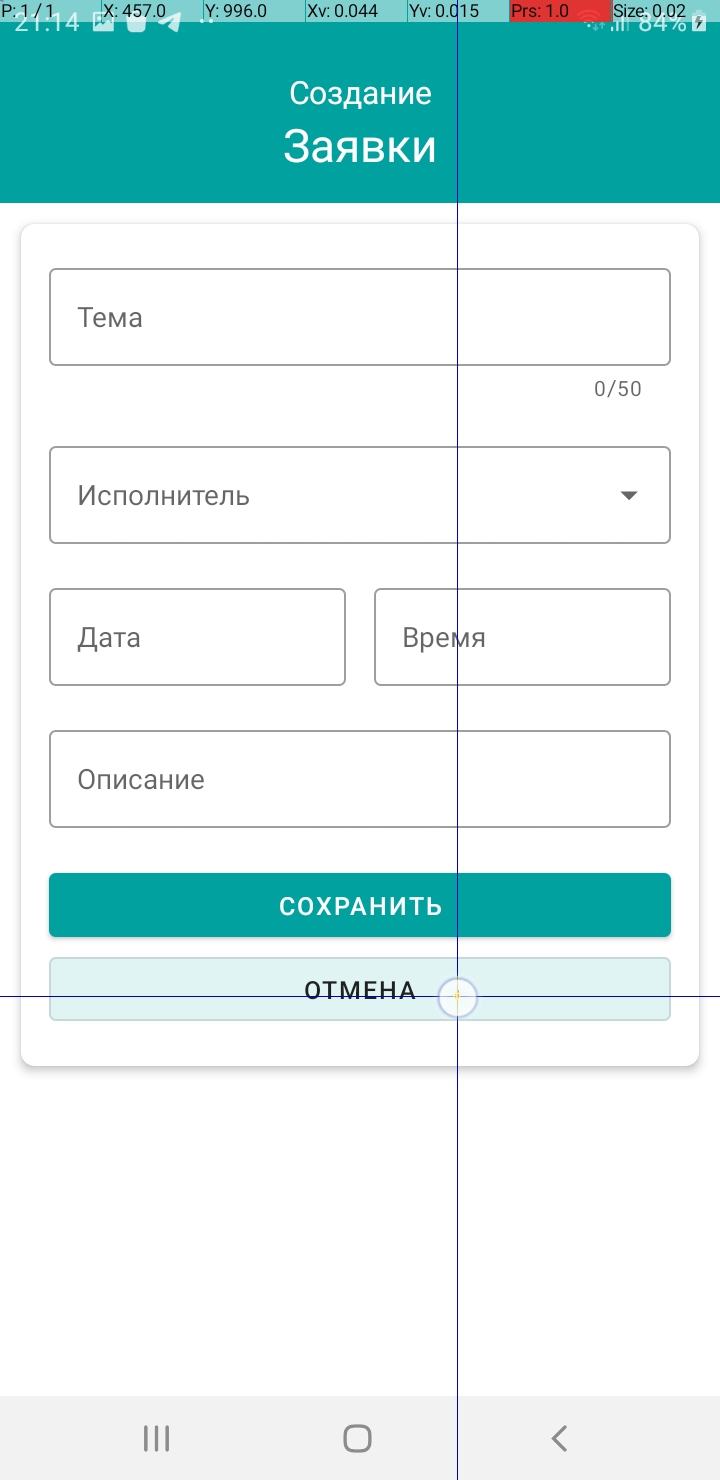 P: 1 / 1 X: 457.0 Y: 996.0 Xv: 0.044 Yv: 0.015 Prs: 1.0 Size: 0.02
21:14 84%
Создание
Заявки
Тема
0/50
Исполнитель
Дата Время
Описание
СОХРАНИТЬ
ОТМЕНА